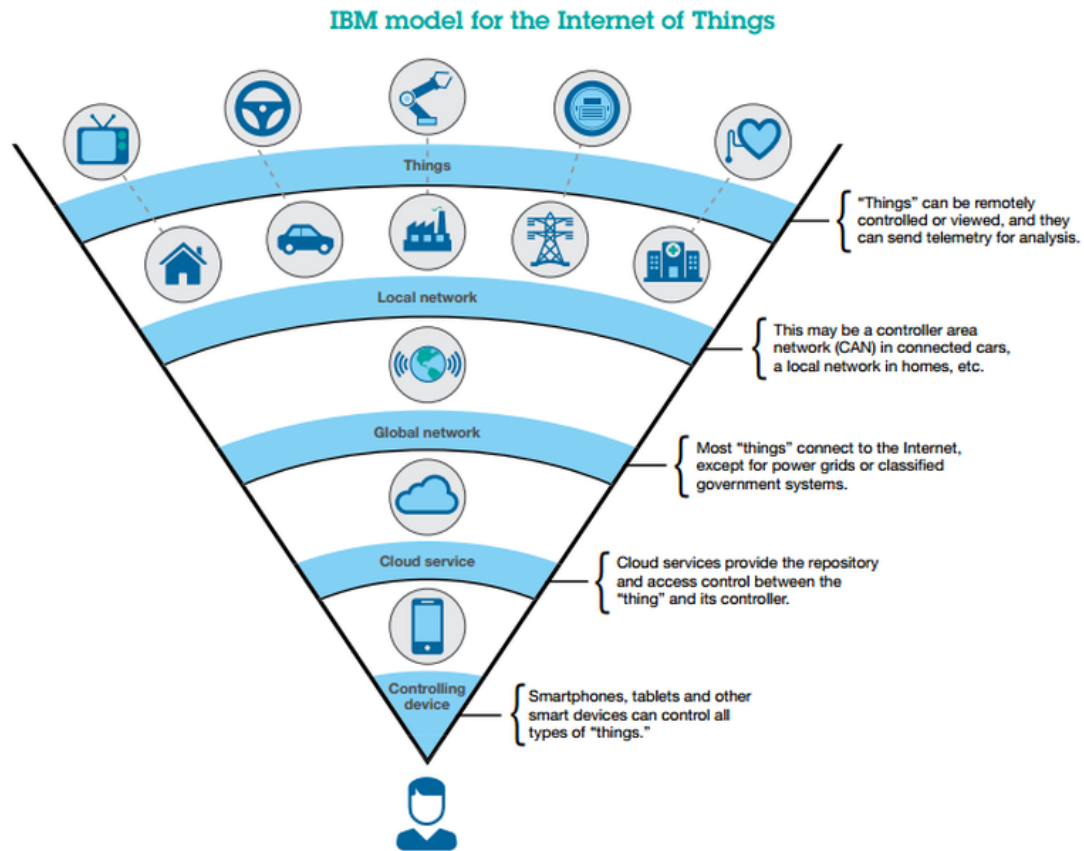 IBM model for the Internet of Things
Things
“Things” can be remotely
controlled or viewed, and they
can send telemetry for analysis.
Local network
This may be a controller area
network (CAN) in connected cars,
a local network in homes, etc.
Global network
Most “things” connect to the Internet,
except for power grids or classified
government systems.
Cloud service
Cloud services provide the repository
and access control between the
“thing” and its controller.
Controlling
device
Smartphones, tablets and other
smart devices can control all
types of “things.”